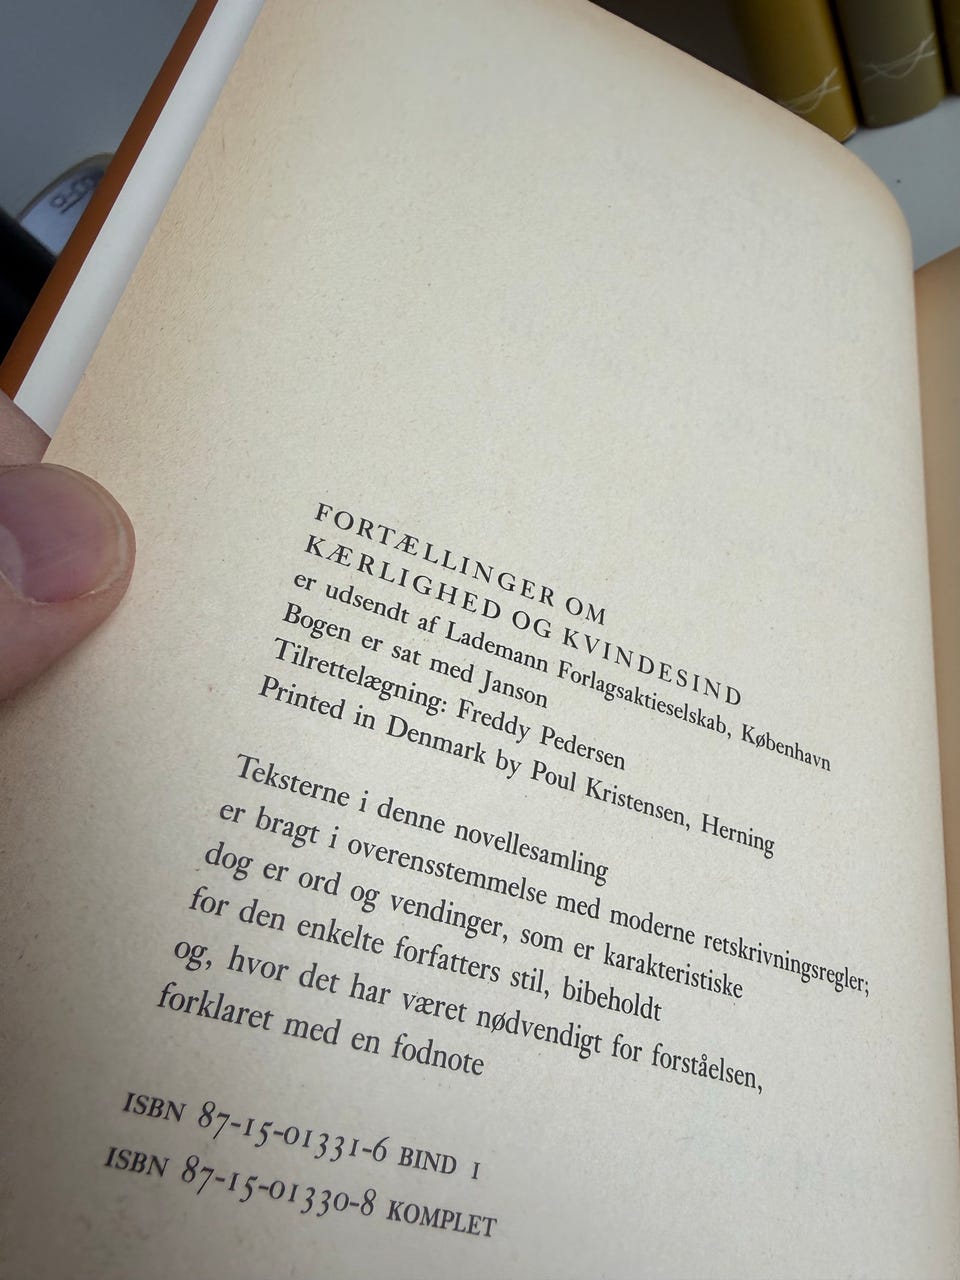 FORTÆLLINGER OM
KÆRLIGHED OG KVINDESIND
er udsendt af Lademann Forlagsaktieselskab, København
Bogen er sat med Janson
Tilrettelægning: Freddy Pedersen
Printed in Denmark by Poul Kristensen, Herning
Teksterne i denne novellesamling
er bragt i overensstemmelse med moderne retskrivningsregler;
dog er ord og vendinger, som er karakteristiske
for den enkelte forfatters stil, bibeholdt
og, hvor det har været nødvendigt for forståelsen,
forklaret med en fodnote
ISBN 87-15-01331-6 BIND 1
ISBN 87-15-01330-8 KOMPLET